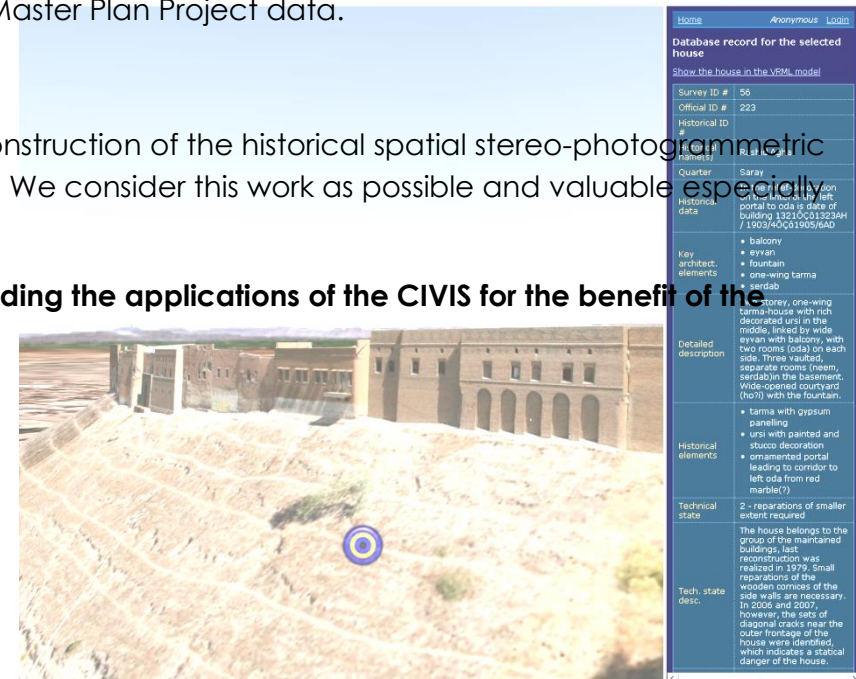 Master Plan Project data.
onstruction of the historical spatial stereo-photogrammetric
We consider this work as possible and valuable especially
ding the applications of the CIVIS for the benefit of the
Home Anonymous Login
Database record for the selected
house
Show the house in the VRML model
Survey ID # 56
Official ID # 223
Historical ID
#
Historical
name(s)
Quarter Saray
Historical
data
on the lintel of the left
portal to oda is date of
building 1321ÕÇô1323AH
/ 1903/4ÕÇô1905/6AD
Key
architect.
elements
• balcony
• eyvan
• fountain
• one-wing tarma
• serdab
Detailed
description
storey, one-wing
tarma-house with rich
decorated ursi in the
middle, linked by wide
eyvan with balcony, with
two rooms (oda) on each
side. Three vaulted,
separate rooms (neem,
serdab)in the basement.
Wide-opened courtyard
(ho?i) with the fountain.
Historical
elements
• tarma with gypsum
panelling
• ursi with painted and
stucco decoration
• ornamented portal
leading to corridor to
left oda from red
marble(?)
Technical
state
2 - reparations of smaller
extent required
Tech. state
desc.
The house belongs to the
group of the maintained
buildings, last
reconstruction was
realized in 1979. Small
reparations of the
wooden cornices of the
side walls are necessary.
In 2006 and 2007,
however, the sets of
diagonal cracks near the
outer frontage of the
house were identified,
which indicates a statical
danger of the house.